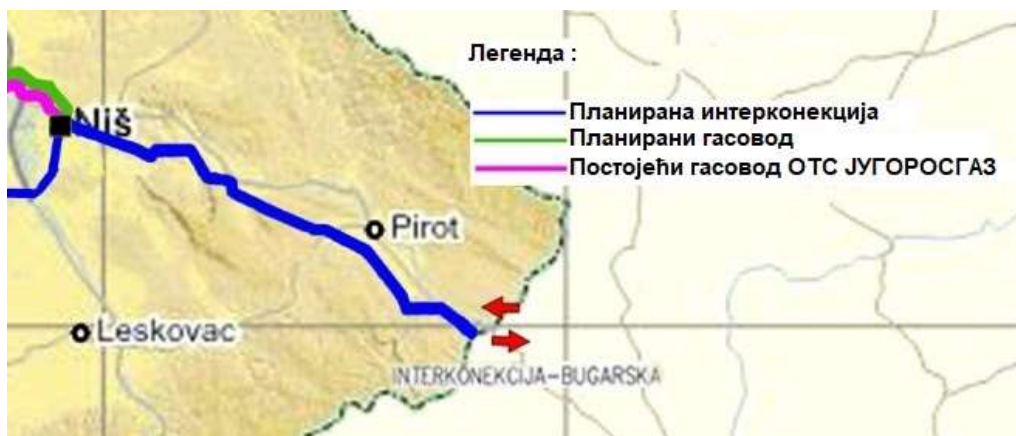 Легенда :
Планирана интерконекција
Планирани гасовод
Постојећи гасовод ОТС ЈУГОРОСГАЗ
Niš
Pirot
Leskovac
INTERKONEKCIJA-BUGARSKA